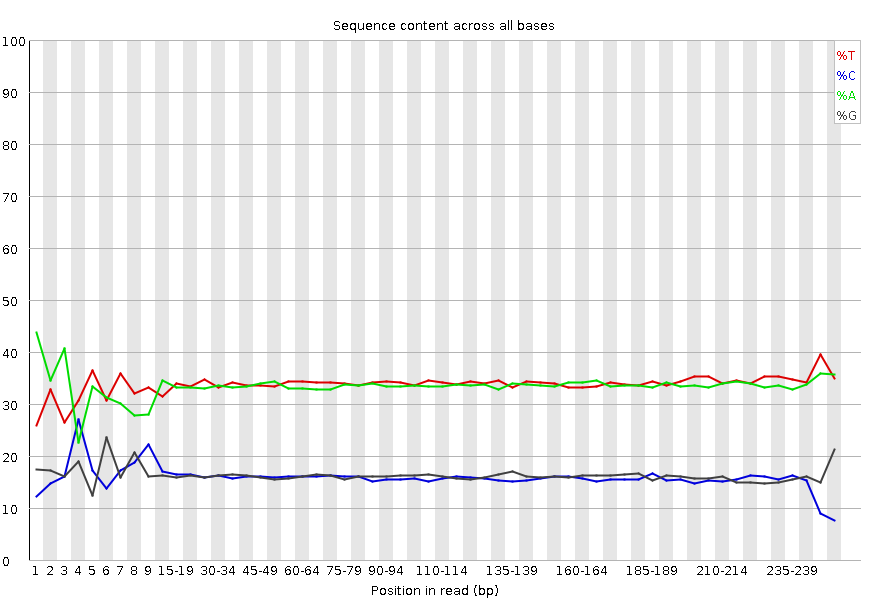 Sequence content across all bases
100
90
80
70
60
50
40
30
20
10
0
%T
%C
%A
%G
1 2 3 4 5 6 7 8 9 15-19 30-34 45-49 60-64 75-79 90-94 110-114 135-139 160-164 185-189 210-214 235-239
Position in read (bp)